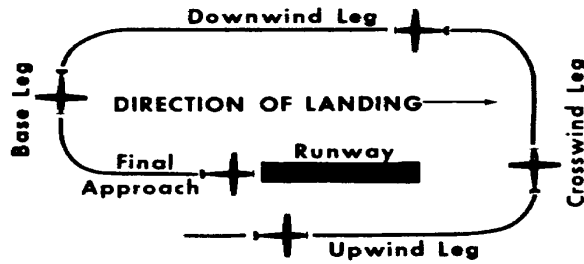 Downwind Leg
Base Leg
DIRECTION OF LANDING
Crosswind Leg
Final
Approach
Runway
Upwind Leg